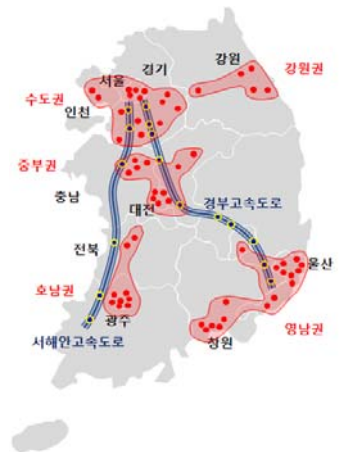 강원
경기
서울
강원권
수도권
인천
중부권
충남
대전
경부고속도로
전북
울산
호남권
광주
영남권
창원
서해안고속도로